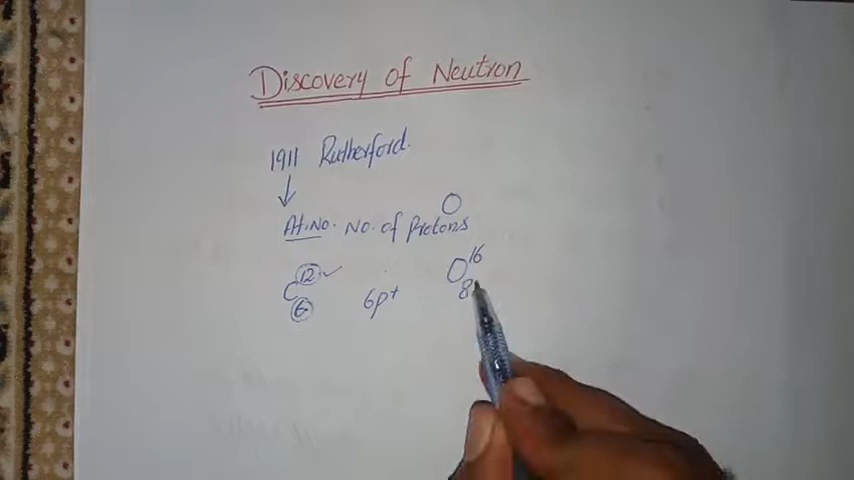 Discovery of Neutron
1911 Rutherford.
At. No. No. of Protons
C 12 6 6p+ O 16 8